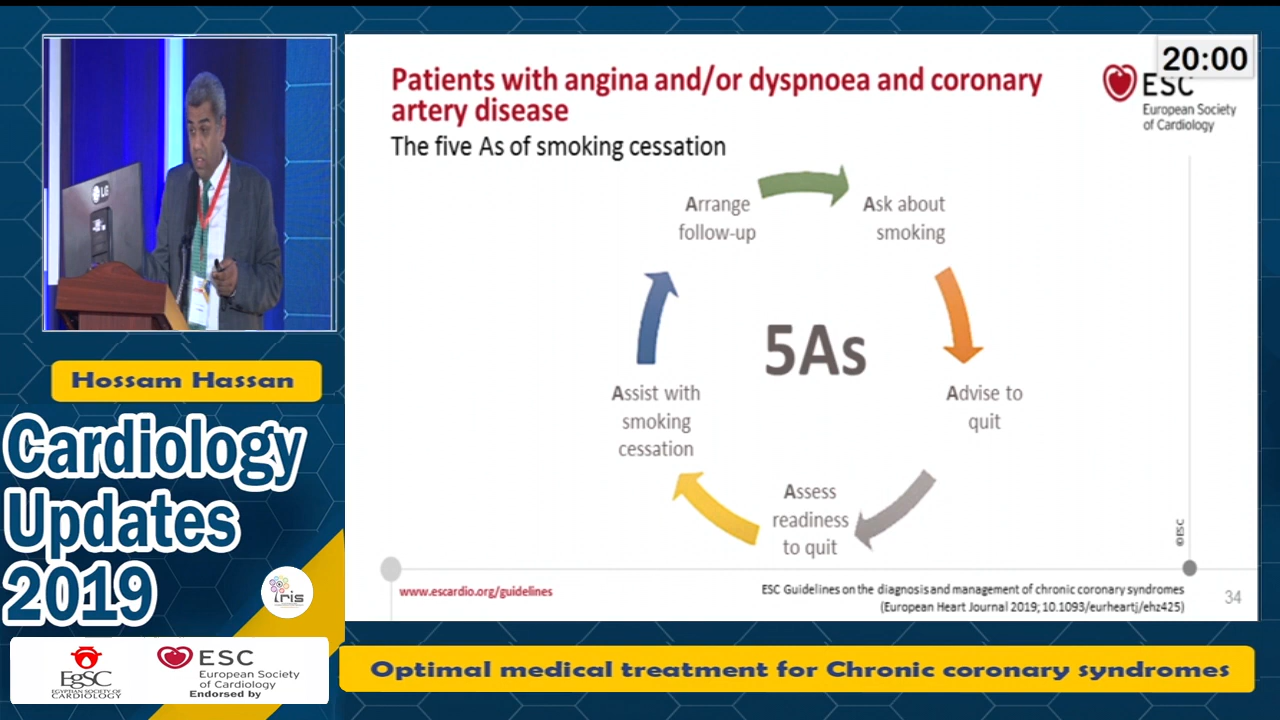 20:00
Patients with angina and/or dyspnoea and coronary
artery disease
The five As of smoking cessation
ESC
European Society
of Cardiology
Arrange
follow-up
Ask about
smoking
5As
Assist with
smoking
cessation
Advise to
quit
Assess
readiness
to quit
©ESC
www.escardio.org/guidelines
ESC Guidelines on the diagnosis and management of chronic coronary syndromes
(European Heart Journal 2019; 10.1093/eurheartj/ehz425)
34
LG
Hossam Hassan
Cardiology
Updates
2019
iris
EgSC
EGYPTIAN SOCIETY OF
CARDIOLOGY
ESC
European Society
of Cardiology
Endorsed by
Optimal medical treatment for Chronic coronary syndromes